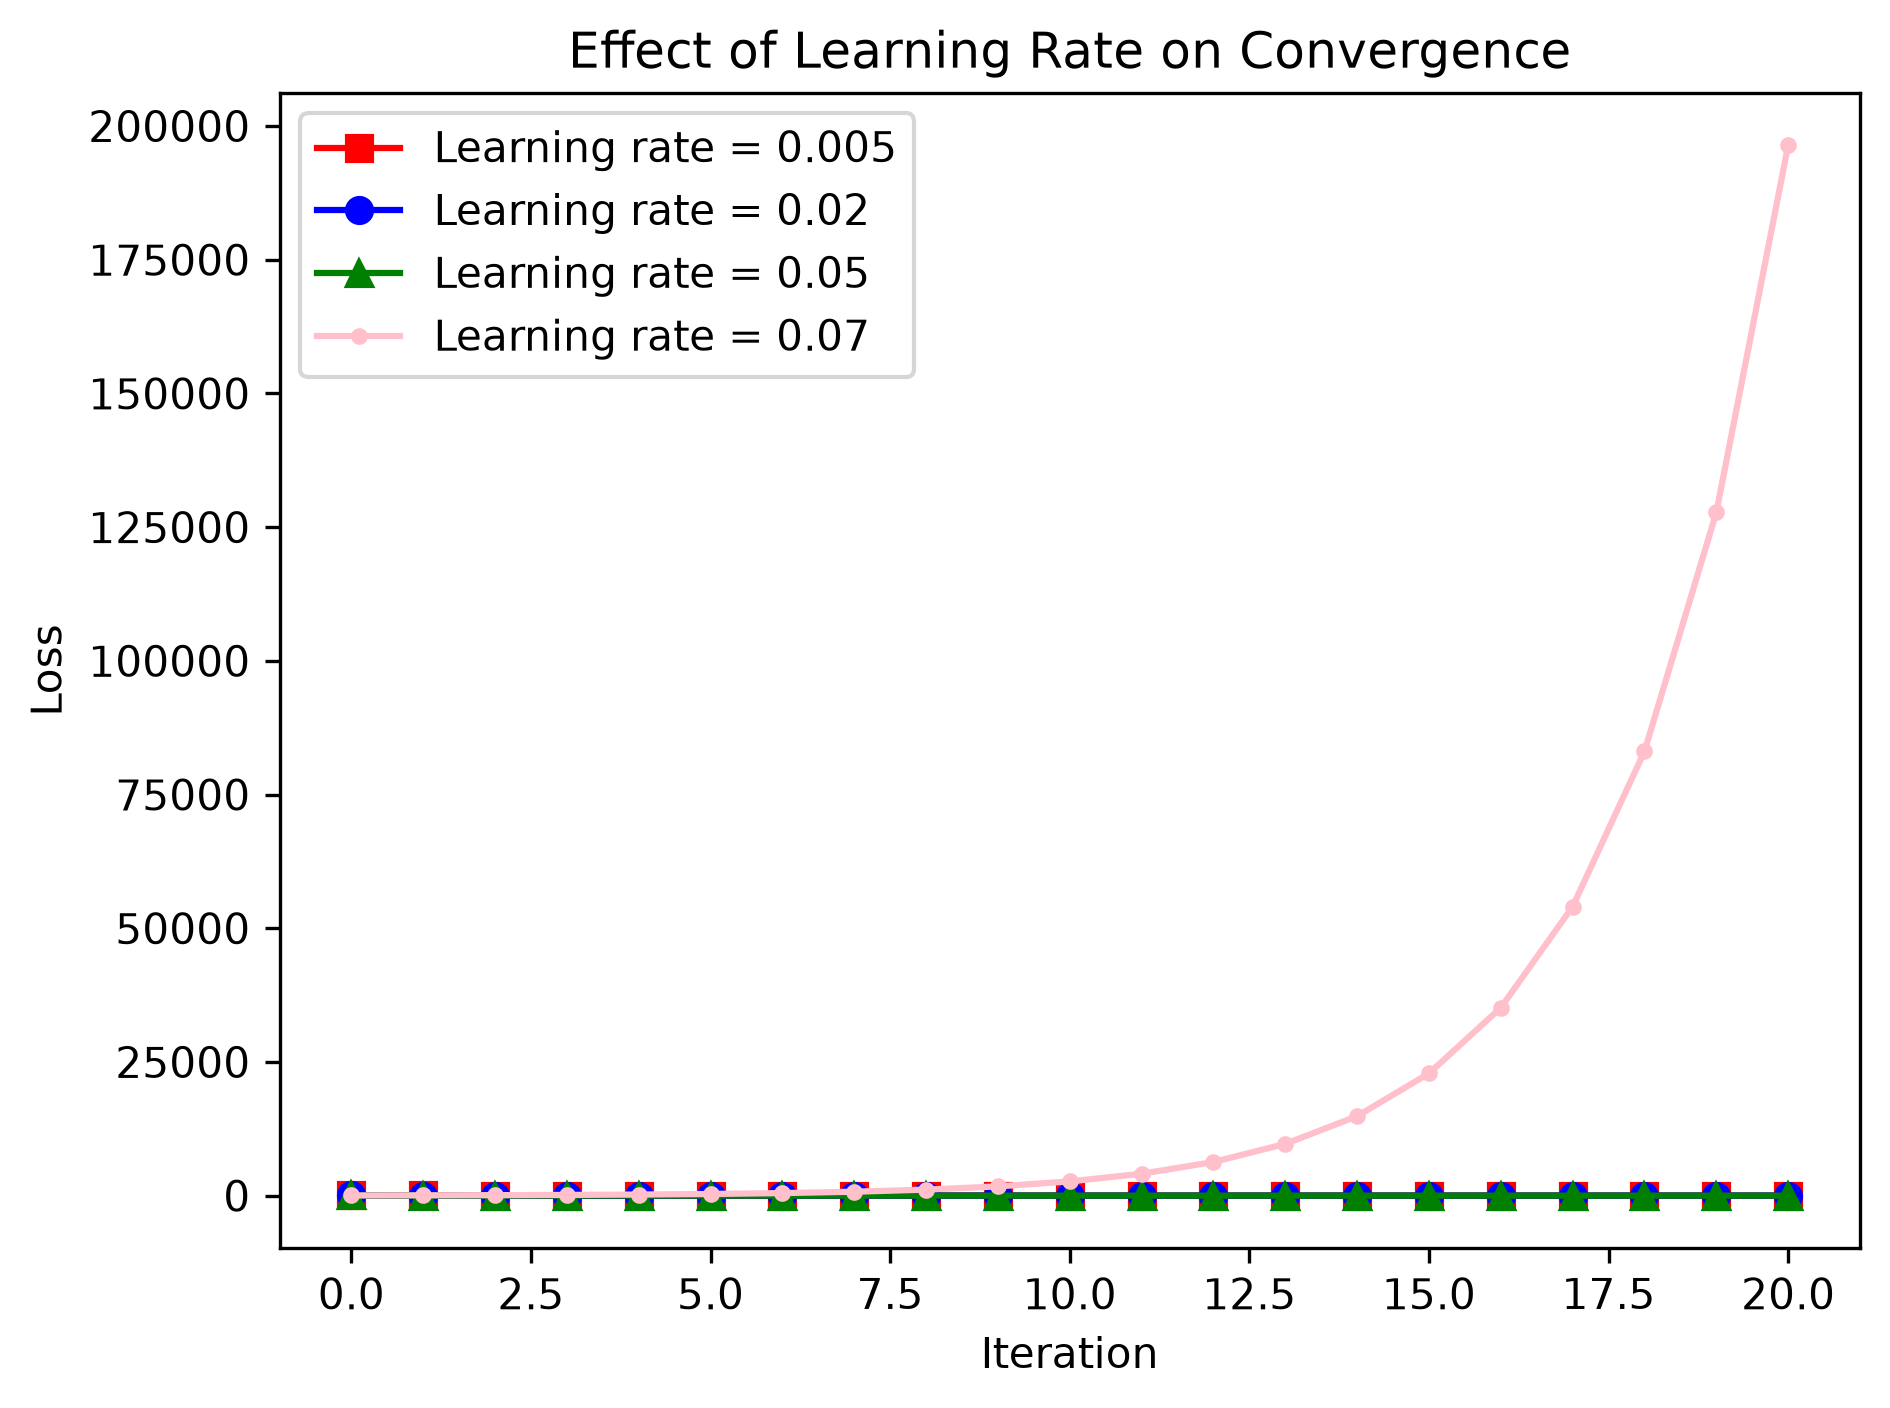 Effect of Learning Rate on Convergence
200000
175000
150000
125000
100000
75000
50000
25000
0
Loss
Learning rate = 0.005
Learning rate = 0.02
Learning rate = 0.05
Learning rate = 0.07
0.0 2.5 5.0 7.5 10.0 12.5 15.0 17.5 20.0
Iteration